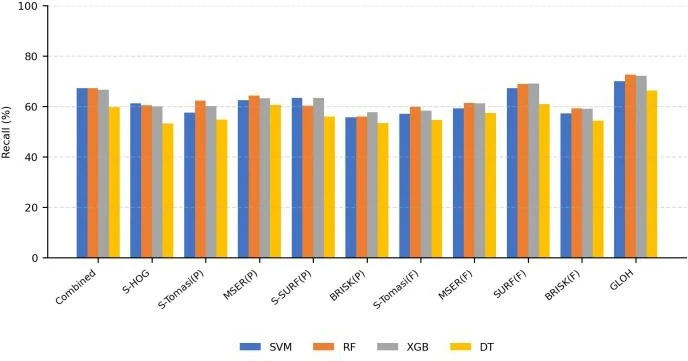 Recall (%)
100
80
60
40
20
0
Combined
S-HOG
S-Tomasi(P)
MSER(P)
S-SURF(P)
BRISK(P)
S-Tomasi(F)
MSER(F)
SURF(F)
BRISK(F)
GLOH
SVM RF XGB DT